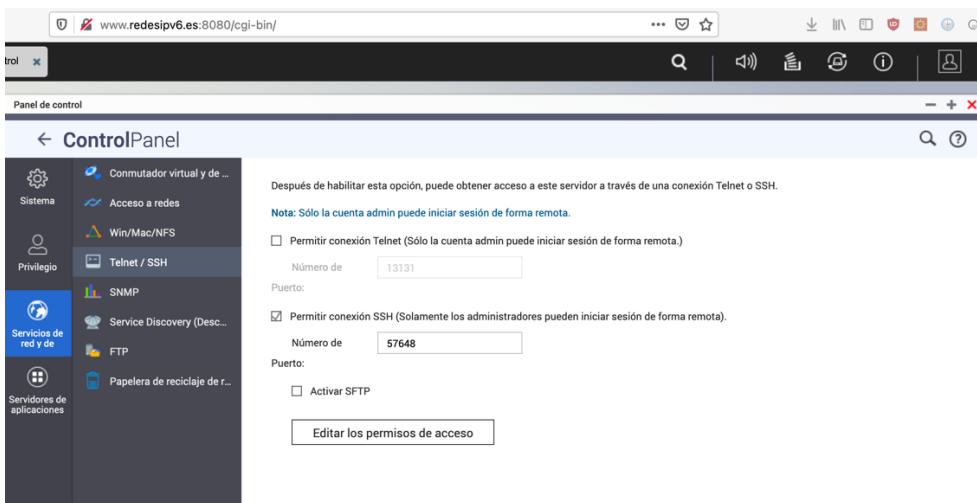 www.redesipv6.es:8080/cgi-bin/
trol
Panel de control
ControlPanel
Sistema
Privilegio
Servicios de
red y de
Servidores de
aplicaciones
Conmutador virtual y de ...
Acceso a redes
Win/Mac/NFS
Telnet / SSH
SNMP
Service Discovery (Desc...
FTP
Papelera de reciclaje de r...
Después de habilitar esta opción, puede obtener acceso a este servidor a través de una conexión Telnet o SSH.
Nota: Sólo la cuenta admin puede iniciar sesión de forma remota.
Permitir conexión Telnet (Sólo la cuenta admin puede iniciar sesión de forma remota.)
Número de 13131
Puerto:
Permitir conexión SSH (Solamente los administradores pueden iniciar sesión de forma remota).
Número de 57648
Puerto:
Activar SFTP
Editar los permisos de acceso